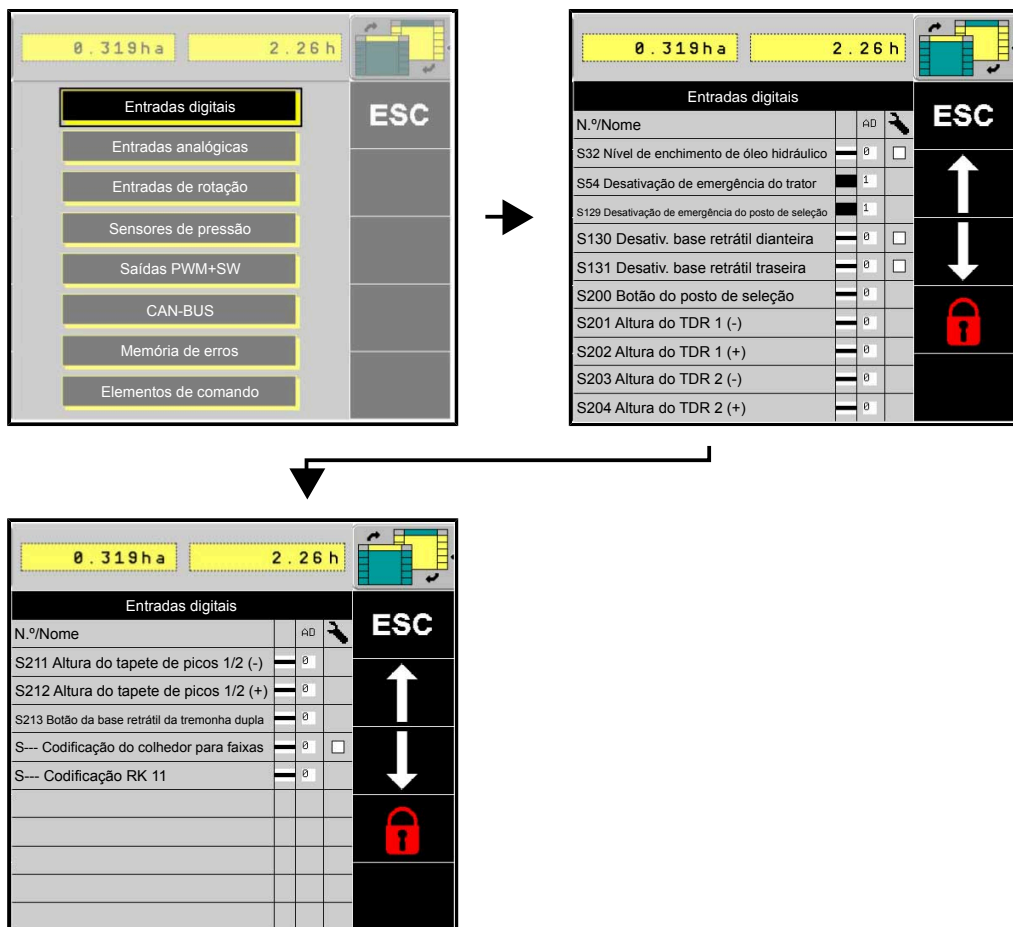 0.319ha 2.26h
Entradas digitais
ESC
Entradas analógicas
Entradas de rotação
Sensores de pressão
Saídas PWM+SW
CAN-BUS
Memória de erros
Elementos de comando
0.319ha 2.26h
Entradas digitais
ESC
N.º/Nome AD
S32 Nível de enchimento de óleo hidráulico 0
S54 Desativação de emergência do trator 1
S129 Desativação de emergência do posto de seleção 1
S130 Desativ. base retrátil dianteira 0
S131 Desativ. base retrátil traseira 0
S200 Botão do posto de seleção 0
S201 Altura do TDR 1 (-) 0
S202 Altura do TDR 1 (+) 0
S203 Altura do TDR 2 (-) 0
S204 Altura do TDR 2 (+) 0
0.319ha 2.26h
Entradas digitais
ESC
N.º/Nome AD
S211 Altura do tapete de picos 1/2 (-) 0
S212 Altura do tapete de picos 1/2 (+) 0
S213 Botão da base retrátil da tremonha dupla 0
S--- Codificação do colhedor para faixas 0
S--- Codificação RK 11 0